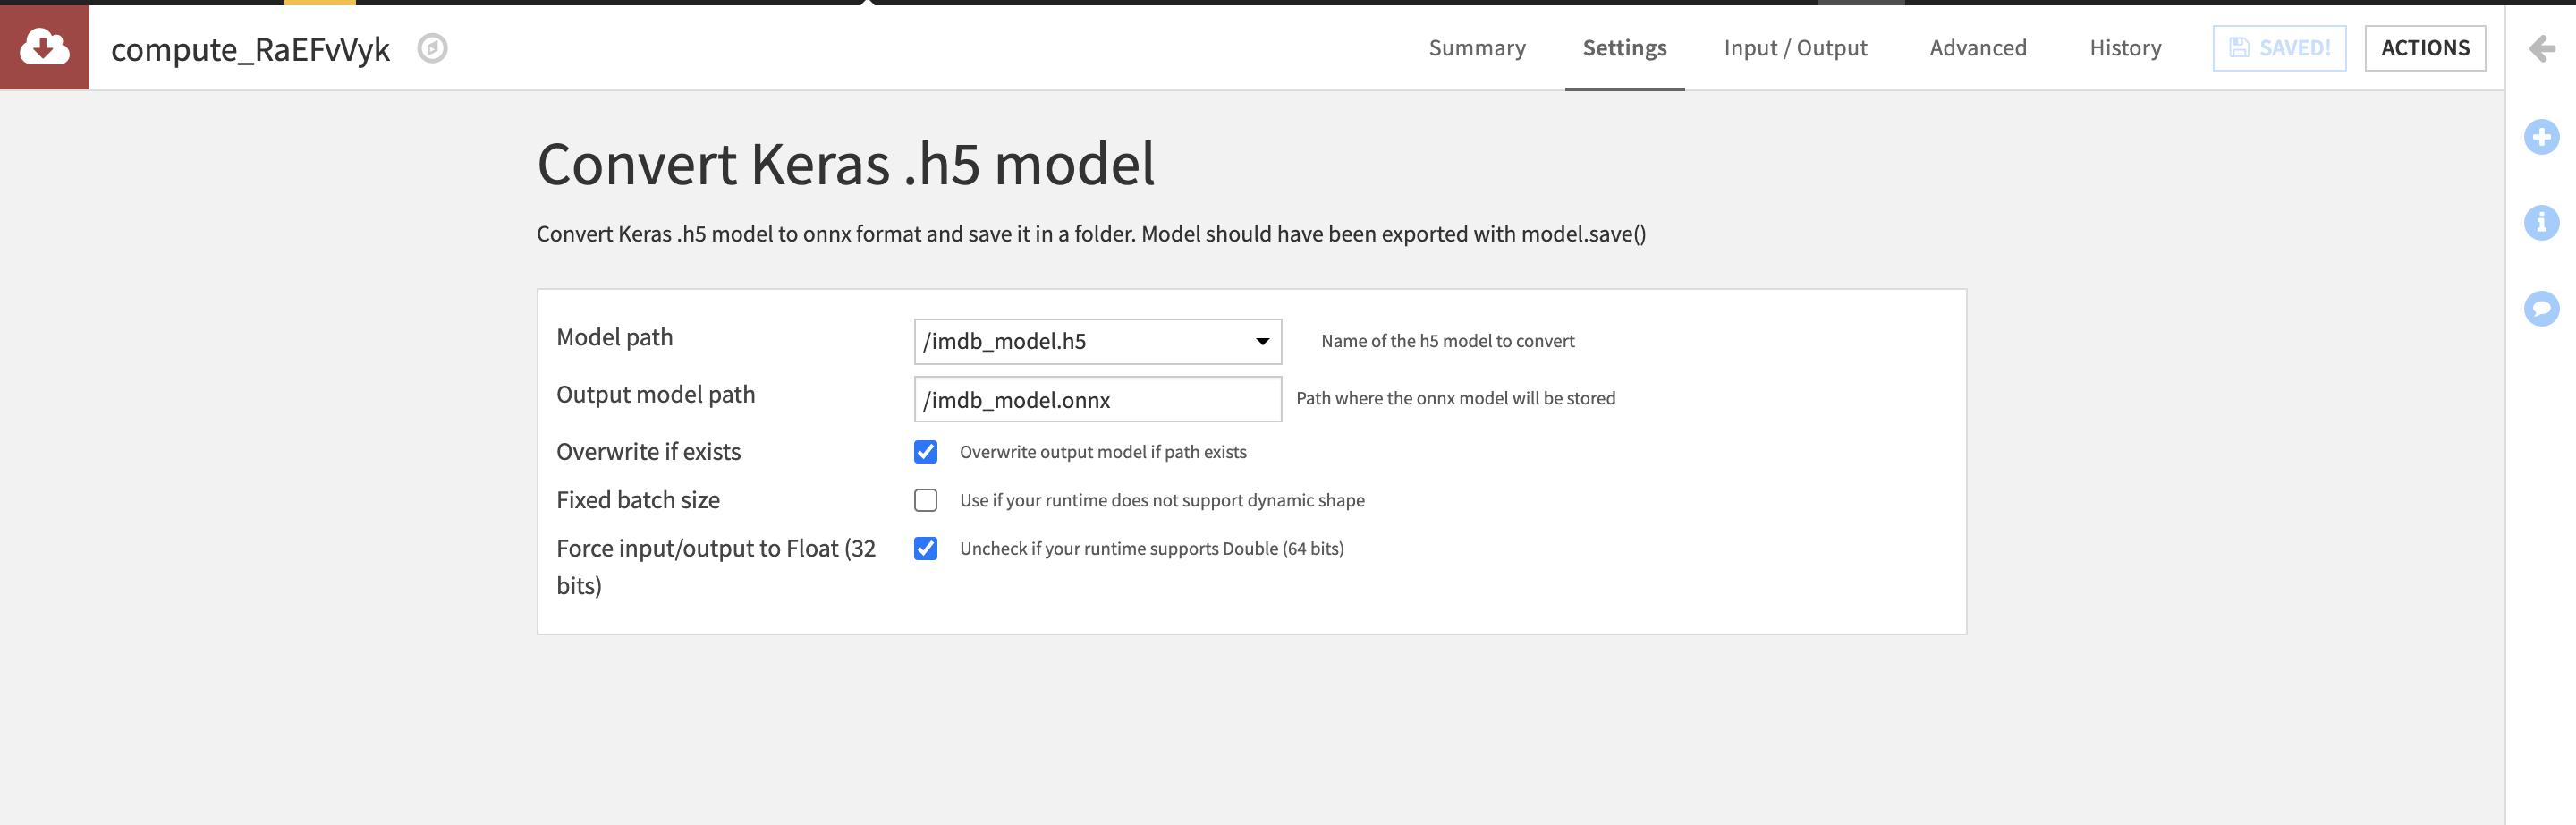 compute_RaEFvVyk
Summary
Settings
Input / Output
Advanced
History
SAVED!
ACTIONS
Convert Keras .h5 model
Convert Keras .h5 model to onnx format and save it in a folder. Model should have been exported with model.save()
Model path
/imdb_model.h5
Name of the h5 model to convert
Output model path
/imdb_model.onnx
Path where the onnx model will be stored
Overwrite if exists
Overwrite output model if path exists
Fixed batch size
Use if your runtime does not support dynamic shape
Force input/output to Float (32
bits)
Uncheck if your runtime supports Double (64 bits)